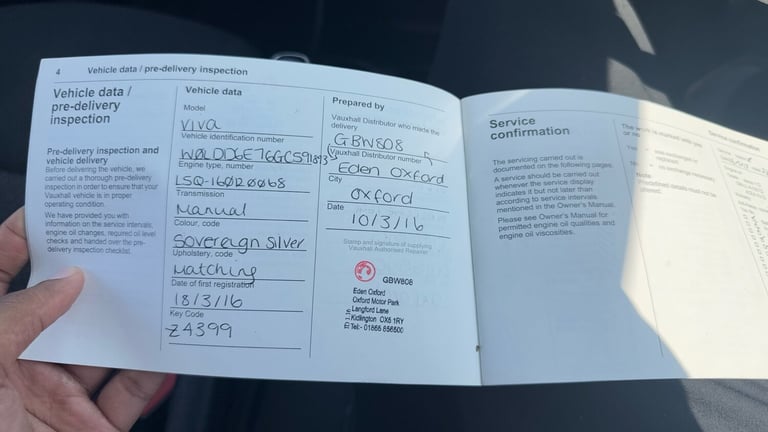 4 Vehicle data / pre-delivery inspection
Vehicle data /
pre-delivery
inspection
Pre-delivery inspection and
vehicle delivery
Before delivering the vehicle, we
carried out a thorough pre-delivery
inspection in order to ensure that your
Vauxhall vehicle is in proper
operating condition.
We have provided you with
information on the service intervals,
engine oil changes, required oil level
checks and handed over the pre-
delivery inspection checklist.
Vehicle data
Model
Viva
Vehicle identification number
Engine type, number
LSQ-160120068
Transmission
Manual
Colour, code
Sovereign Silver
Upholstery, code
Matching
Date of first registration
18/3/16
Key Code
Z4399
Prepared by
Vauxhall Distributor who made the
delivery
GBW808
Vauxhall Distributor number
Eden Oxford
City
Oxford
Date
10/3/16
Stamp and signature of supplying
Vauxhall Authorised Repairer
GBW808
Eden Oxford
Oxford Motor Park
Langford Lane
Kidlington OX5 1RY
Tel:- 01865 856500
Service
confirmation
The servicing carried out is
documented on the following pages.
A service should be carried out
whenever the service display
indicates it but not later than
according to service intervals
mentioned in the Owner's Manual.
Please see Owner's Manual for
permitted engine oil qualities and
engine oil viscosities.
Service confirmation
Note